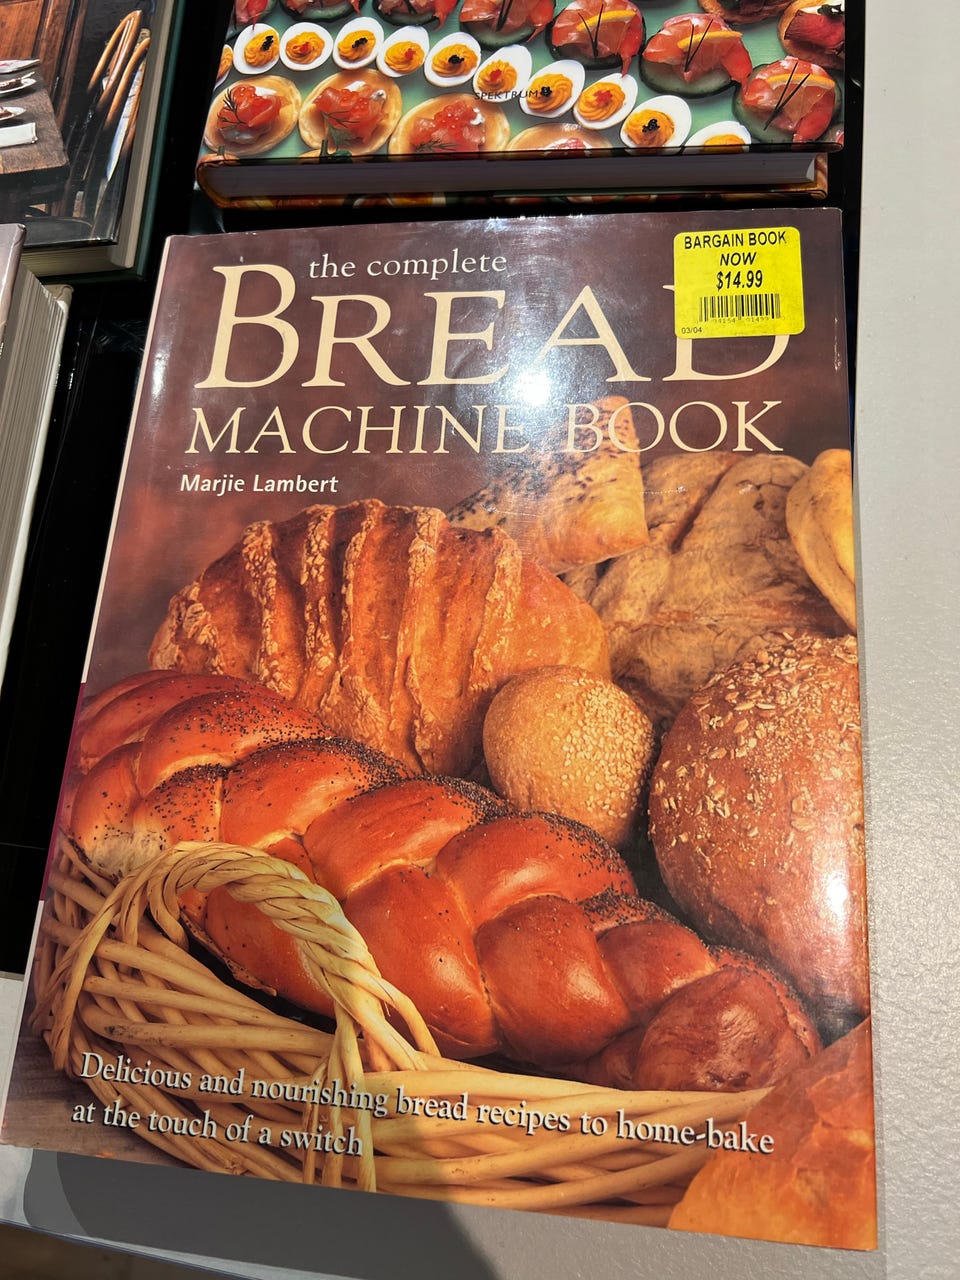 SPEKTRUM
the complete
BREAD
MACHINE BOOK
Marjie Lambert
BARGAIN BOOK
NOW
$14.99
03/04
Delicious and nourishing bread recipes to home-bake
at the touch of a switch